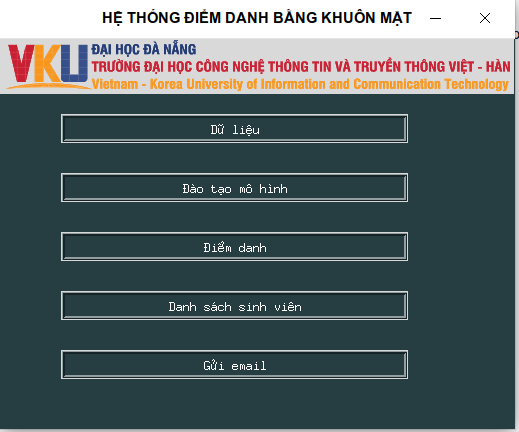 HỆ THỐNG ĐIỂM DANH BẰNG KHUÔN MẶT
VKU
ĐẠI HỌC ĐÀ NẴNG
TRƯỜNG ĐẠI HỌC CÔNG NGHỆ THÔNG TIN VÀ TRUYỀN THÔNG VIỆT - HÀN
Vietnam - Korea University of Information and Communication Technology
Dữ liệu
Đào tạo mô hình
Điểm danh
Danh sách sinh viên
Gửi email